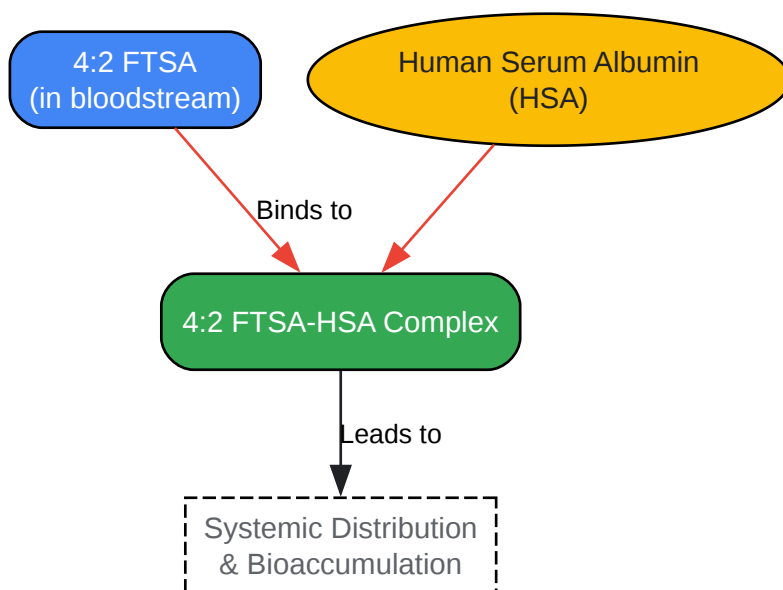 4:2 FTSA
(in bloodstream)
Human Serum Albumin
(HSA)
Binds to
4:2 FTSA-HSA Complex
Leads to
Systemic Distribution
& Bioaccumulation